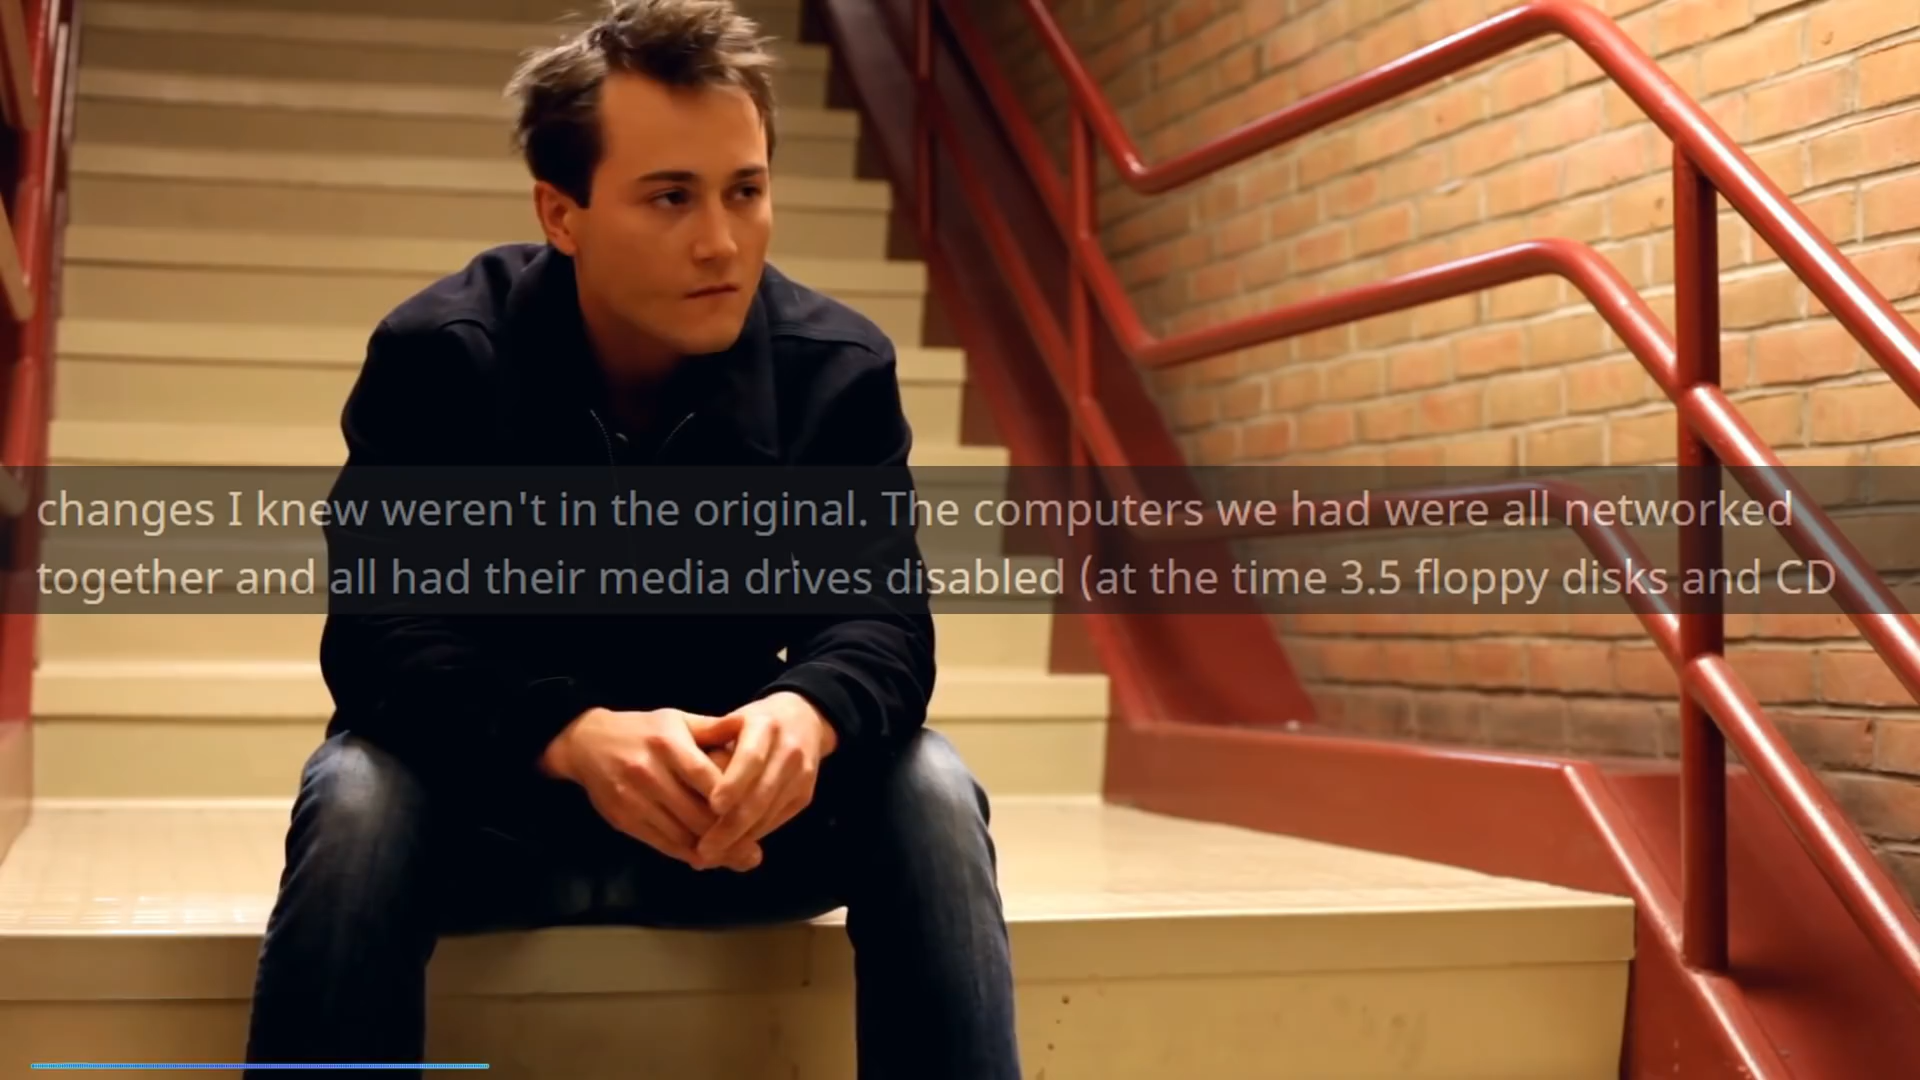 changes I knew weren't in the original. The computers we had were all networked
together and all had their media drives disabled (at the time 3.5 floppy disks and CD